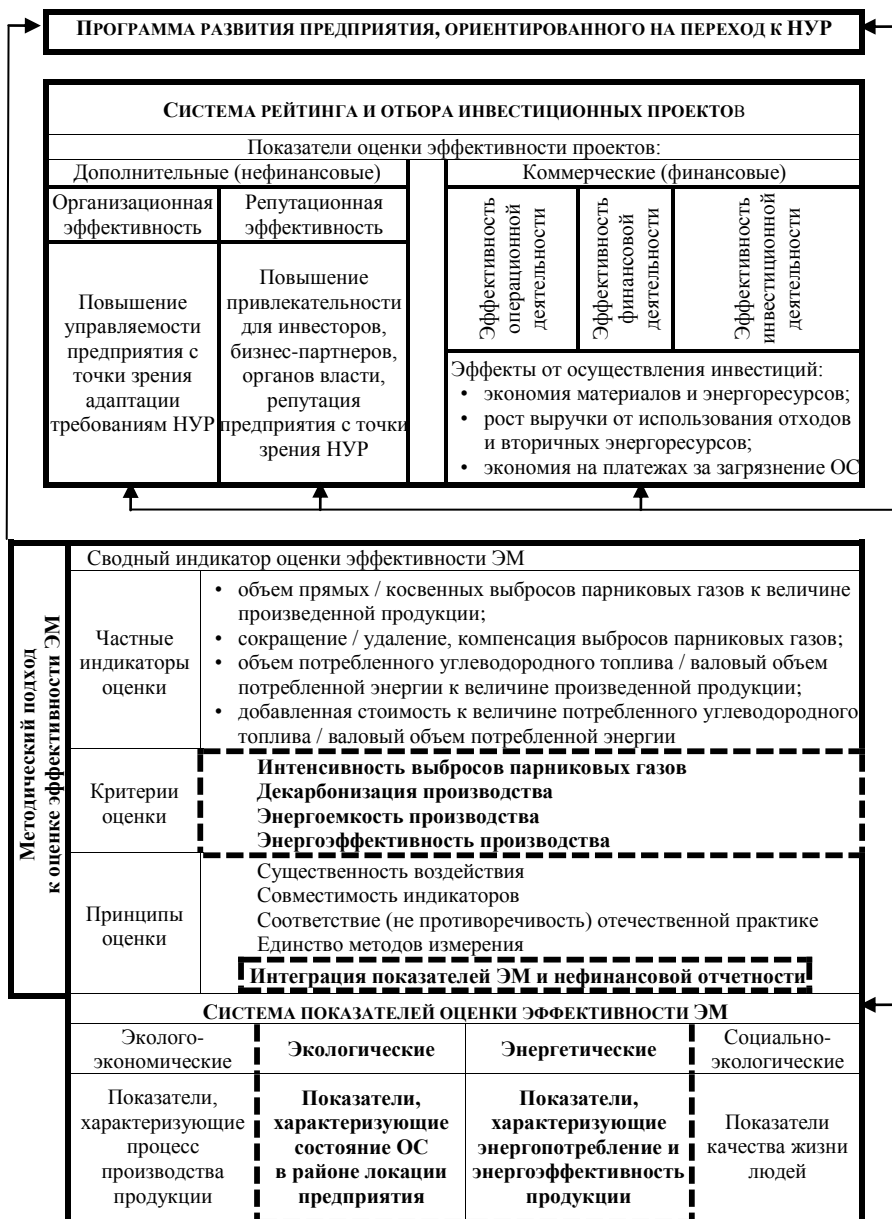 ПРОГРАММА РАЗВИТИЯ ПРЕДПРИЯТИЯ, ОРИЕНТИРОВАННОГО НА ПЕРЕХОД К НУР
СИСТЕМА РЕЙТИНГА И ОТБОРА ИНВЕСТИЦИОННЫХ ПРОЕКТОв
Показатели оценки эффективности проектов:
Дополнительные (нефинансовые)
Организационная
эффективность
Повышение
управляемости
предприятия с
точки зрения
адаптации
требованиям НУР
Репутационная
эффективность
Повышение
привлекательности
для инвесторов,
бизнес-партнеров,
органов власти,
репутация
предприятия с точки
зрения НУР
Коммерческие (финансовые)
Эффективность
операционной
деятельности
Эффективность
финансовой
деятельности
Эффективность
инвестиционной
деятельности
Эффекты от осуществления инвестиций:
• экономия материалов и энергоресурсов;
• рост выручки от использования отходов
и вторичных энергоресурсов;
• экономия на платежах за загрязнение ОС
Методический подход
к оценке эффективности ЭМ
Сводный индикатор оценки эффективности ЭМ
Частные
индикаторы
оценки
• объем прямых / косвенных выбросов парниковых газов к величине
произведенной продукции;
• сокращение / удаление, компенсация выбросов парниковых газов;
• объем потребленного углеводородного топлива / валовый объем
потребленной энергии к величине произведенной продукции;
• добавленная стоимость к величине потребленного углеводородного
топлива / валовый объем потребленной энергии
Критерии
оценки
Интенсивность выбросов парниковых газов
Декарбонизация производства
Энергоемкость производства
Энергоэффективность производства
Принципы
оценки
Существенность воздействия
Совместимость индикаторов
Соответствие (не противоречивость) отечественной практике
Единство методов измерения
Интеграция показателей ЭМ и нефинансовой отчетности
СИСТЕМА ПОКАЗАТЕЛЕЙ ОЦЕНКИ ЭФФЕКТИВНОСТИ ЭМ
Эколого-
экономические
Показатели,
характеризующие
процесс
производства
продукции
Экологические
Показатели,
характеризующие
состояние ОС
в районе локации
предприятия
Энергетические
Показатели,
характеризующие
энергопотребление и
энергоэффективность
продукции
Социально-
экологические
Показатели
качества жизни
людей